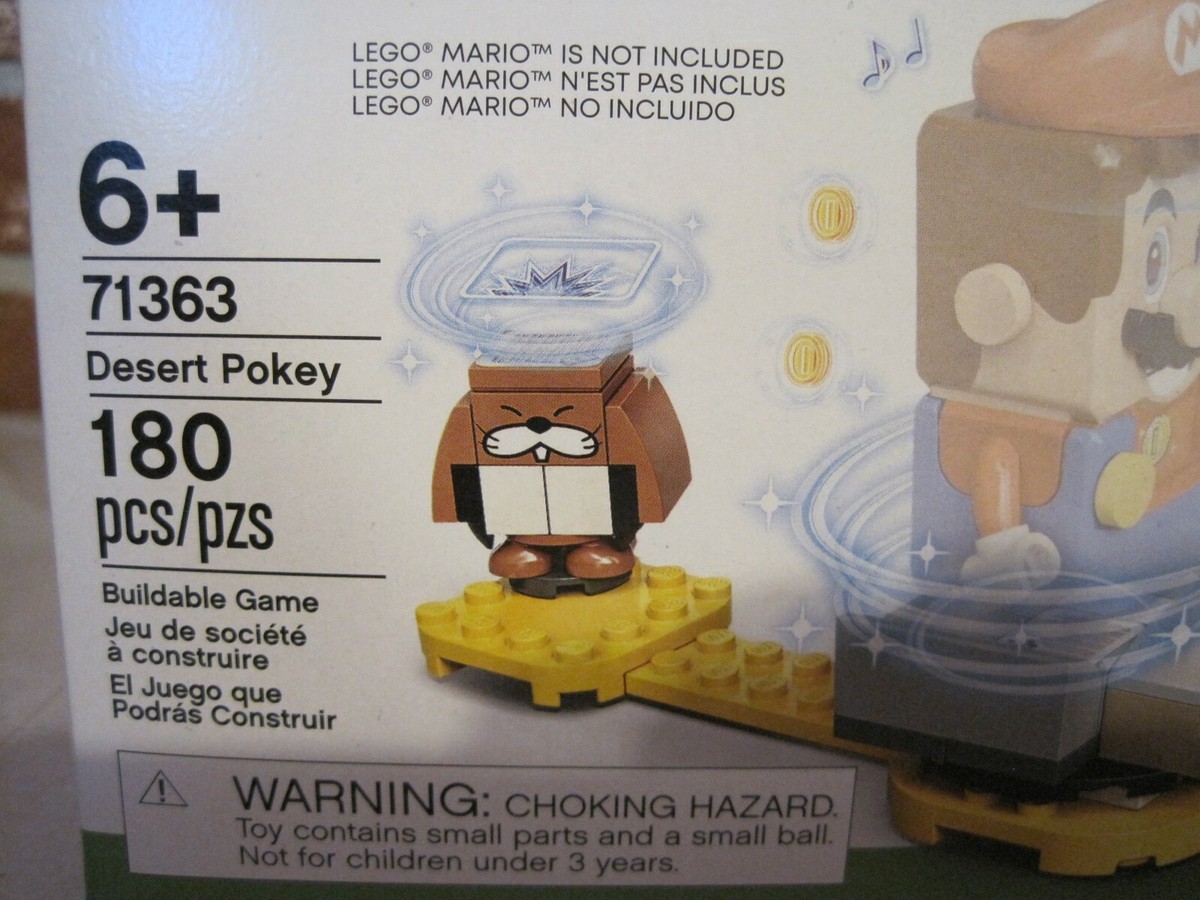 LEGO® MARIO™ IS NOT INCLUDED
LEGO® MARIO™ N'EST PAS INCLUS
LEGO® MARIO™ NO INCLUIDO
M
6+
71363
Desert Pokey
180
pcs/pzs
Buildable Game
Jeu de société
à construire
El Juego que
Podrás Construir
WARNING: CHOKING HAZARD.
Toy contains small parts and a small ball.
Not for children under 3 years.